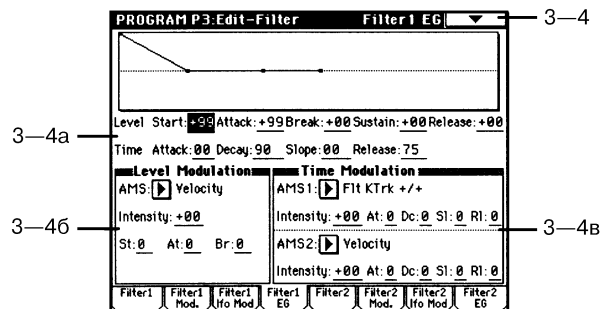 PROGRAM P3:Edit-Filter Filter1 EG
3—4
Level Start:+99 Attack:+99 Break:+00 Sustain:+00 Release:+00
3—4а
Time Attack:00 Decay:90 Slope:00 Release:75
Level Modulation
AMS: Velocity
Intensity:+00
3—4б
St:0 At:0 Br:0
Time Modulation
AMS1: Flt KTrk +/+
Intensity:+00 At:0 Dc:0 Sl:0 Rl:0
3—4в
AMS2: Velocity
Intensity:+00 At:0 Dc:0 Sl:0 Rl:0
Filter1 Filter1 Mod. Filter1 lfo Mod Filter1 EG Filter2 Filter2 Mod. Filter2 lfo Mod Filter2 EG